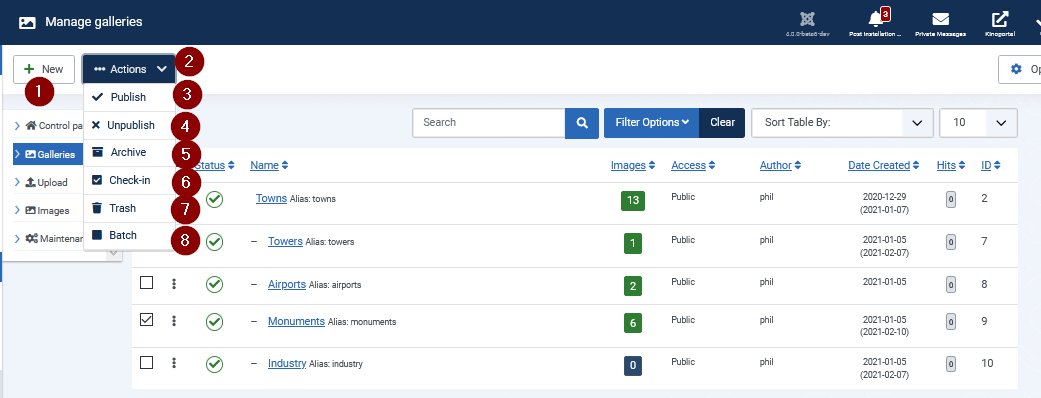 Manage galleries
6.0.0-beta6-dev
3
Post Installation ...
Private Messages
Kinoportal
New
Actions
2
1
Publish
3
Unpublish
4
Archive
5
Check-in
6
Trash
7
Batch
8
Control pa
Galleries
Upload
Images
Maintenan
Search
Filter Options
Clear
Sort Table By:
10
Status Name Images Access Author Date Created Hits ID
Towns Alias: towns 13 Public phil 2020-12-29 0 2
(2021-01-07)
– Towers Alias: towers 1 Public phil 2021-01-05 0 7
(2021-02-07)
– Airports Alias: airports 2 Public phil 2021-01-05 0 8
– Monuments Alias: monuments 6 Public phil 2021-01-05 0 9
(2021-02-10)
– Industry Alias: industry 0 Public phil 2021-01-05 0 10
(2021-02-07)